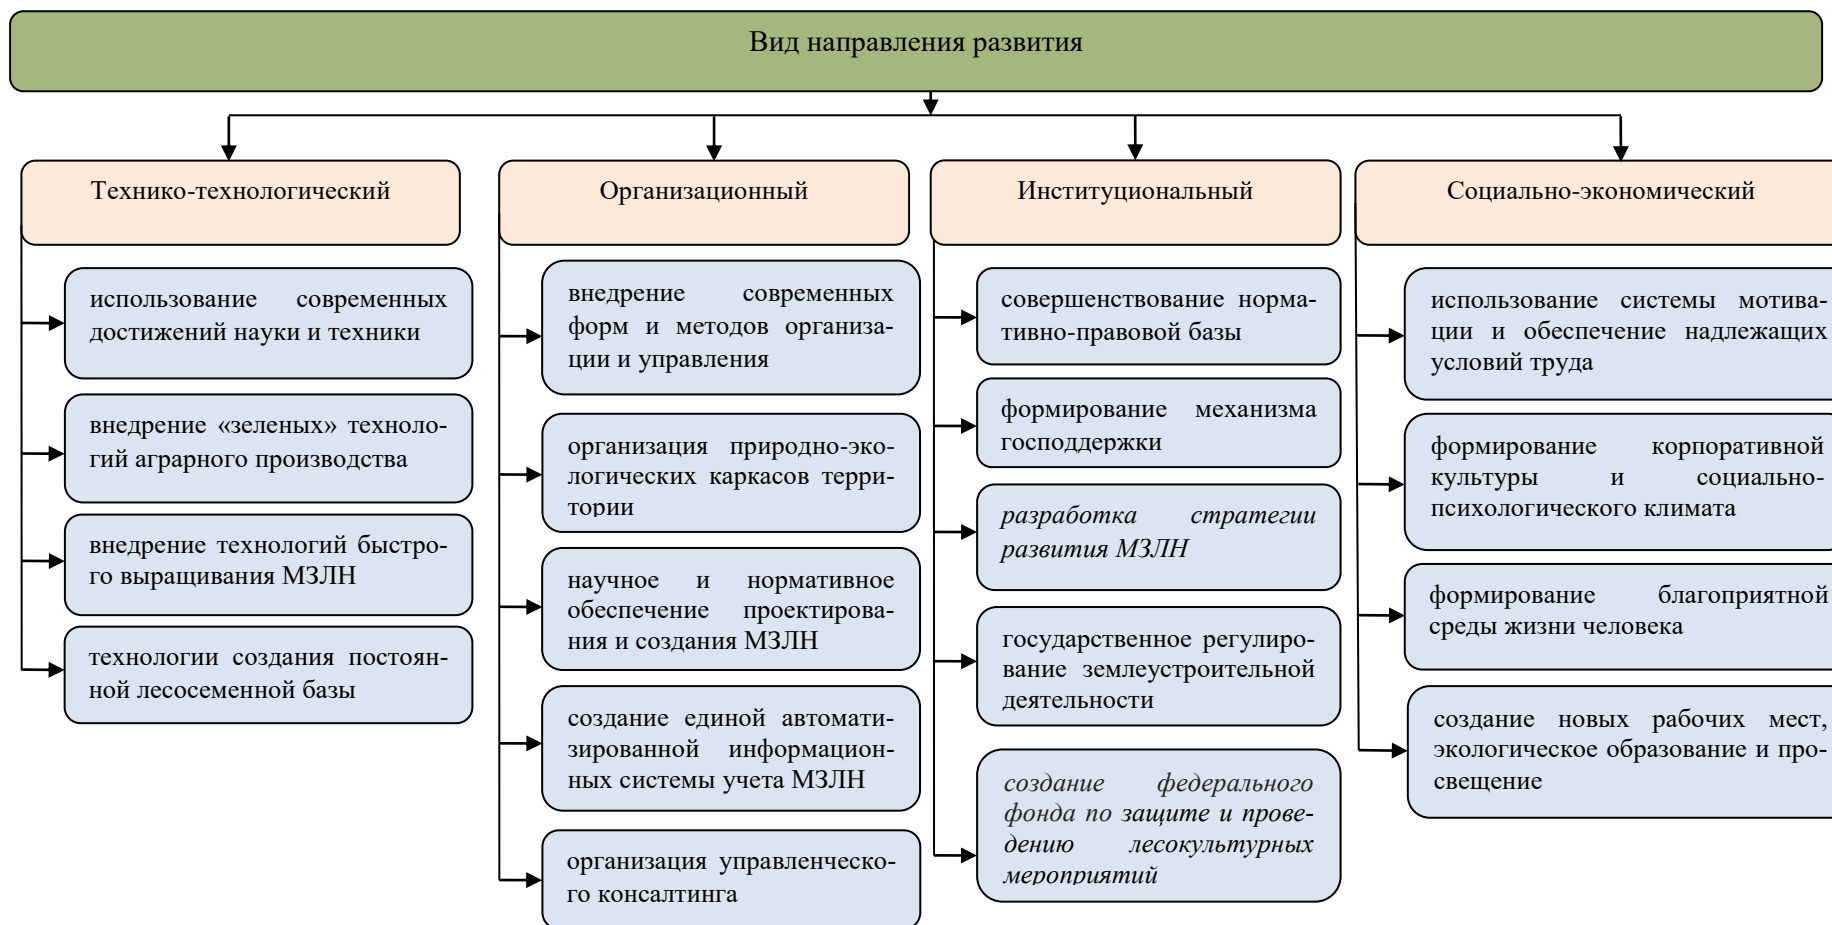 Вид направления развития
Технико-технологический
использование современных
достижений науки и техники
внедрение «зеленых» техноло-
гий аграрного производства
внедрение технологий быстро-
го выращивания МЗЛН
технологии создания постоян-
ной лесосеменной базы
Организационный
внедрение современных
форм и методов организа-
ции и управления
организация природно-эко-
логических каркасов терри-
тории
научное и нормативное
обеспечение проектирова-
ния и создания МЗЛН
создание единой автомати-
зированной информацион-
ных системы учета МЗЛН
организация управленческо-
го консалтинга
Институциональный
совершенствование норма-
тивно-правовой базы
формирование механизма
господдержки
разработка стратегии
развития МЗЛН
государственное регулиро-
вание землеустроительной
деятельности
создание федерального
фонда по защите и прове-
дению лесокультурных
мероприятий
Социально-экономический
использование системы мотива-
ции и обеспечение надлежащих
условий труда
формирование корпоративной
культуры и социально-
психологического климата
формирование благоприятной
среды жизни человека
создание новых рабочих мест,
экологическое образование и про-
свещение